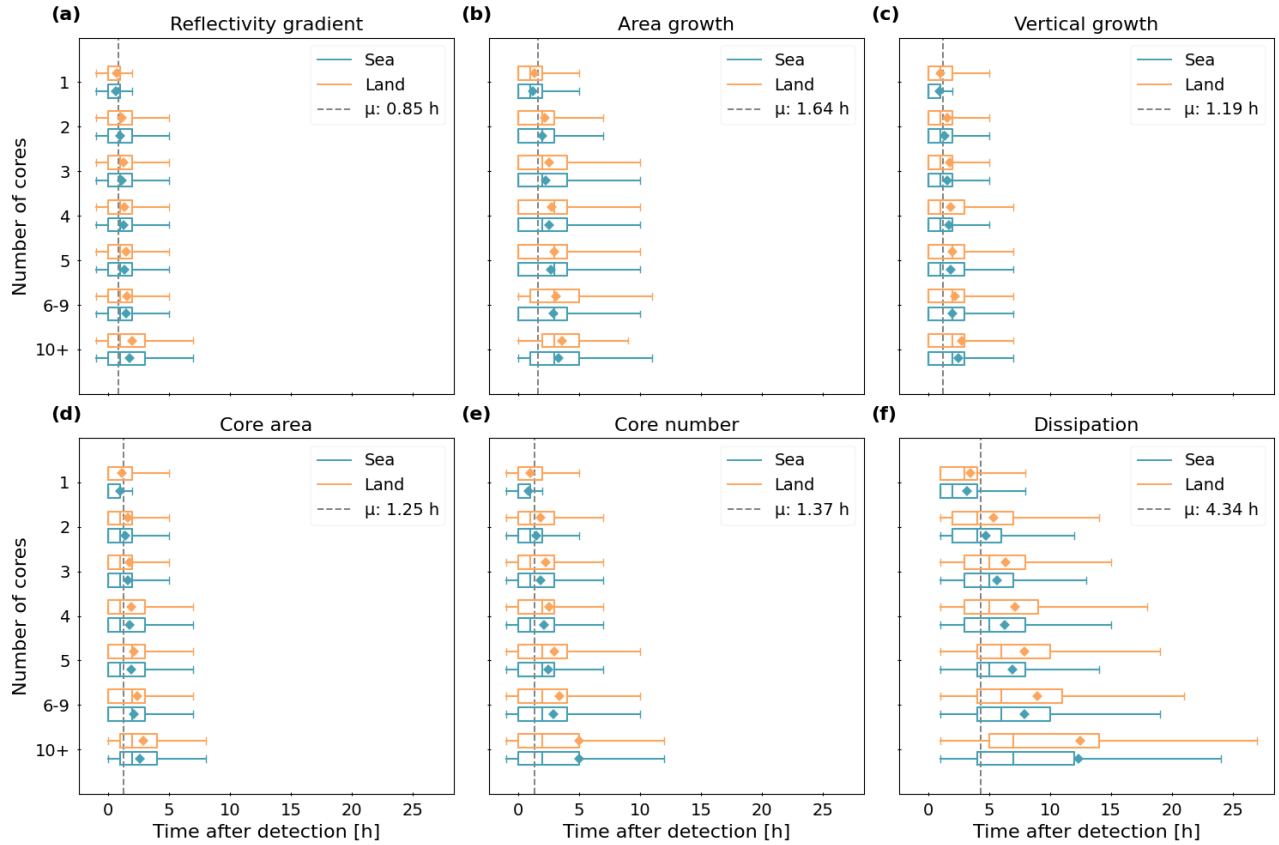 (a) Reflectivity gradient
(b) Area growth
(c) Vertical growth
Number of cores
1
2
3
4
5
6-9
10+
Sea
Land
μ: 0.85 h
Sea
Land
μ: 1.64 h
Sea
Land
μ: 1.19 h
(d) Core area
(e) Core number
(f) Dissipation
Number of cores
1
2
3
4
5
6-9
10+
Sea
Land
μ: 1.25 h
Sea
Land
μ: 1.37 h
Sea
Land
μ: 4.34 h
0 5 10 15 20 25
Time after detection [h]
0 5 10 15 20 25
Time after detection [h]
0 5 10 15 20 25
Time after detection [h]